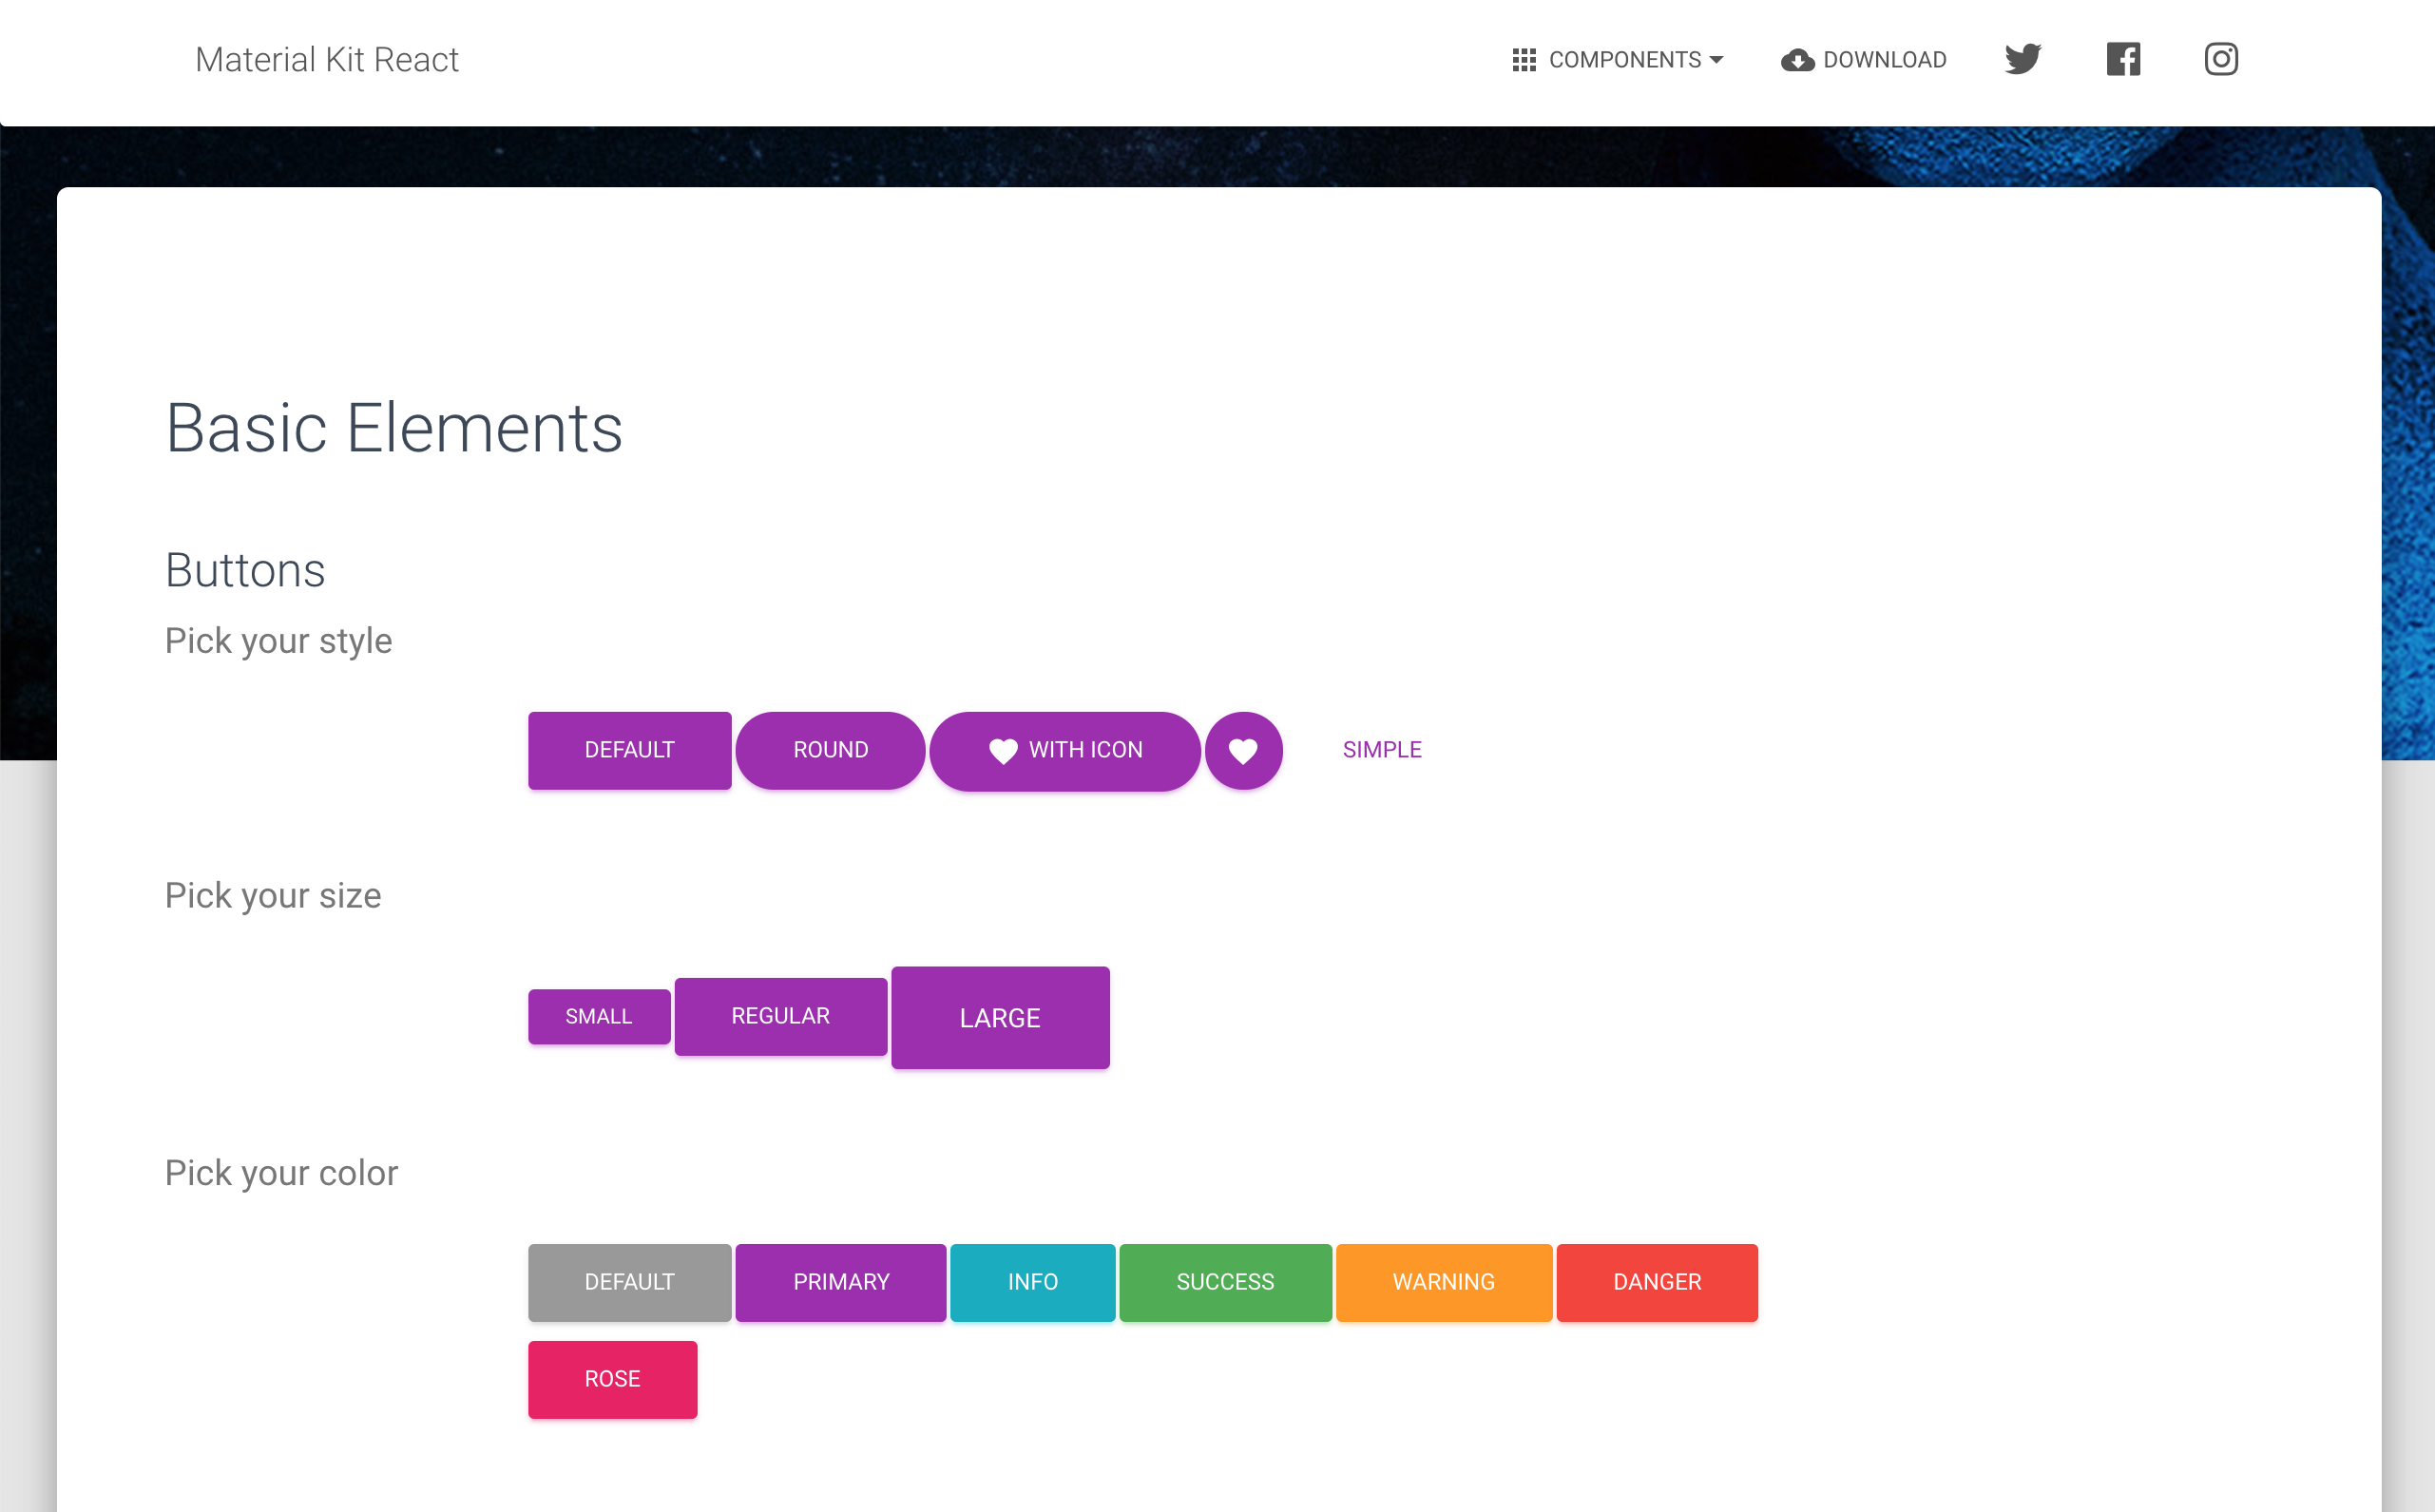 Material Kit React COMPONENTS DOWNLOAD
Basic Elements
Buttons
Pick your style
DEFAULT ROUND WITH ICON SIMPLE
Pick your size
SMALL REGULAR LARGE
Pick your color
DEFAULT PRIMARY INFO SUCCESS WARNING DANGER
ROSE